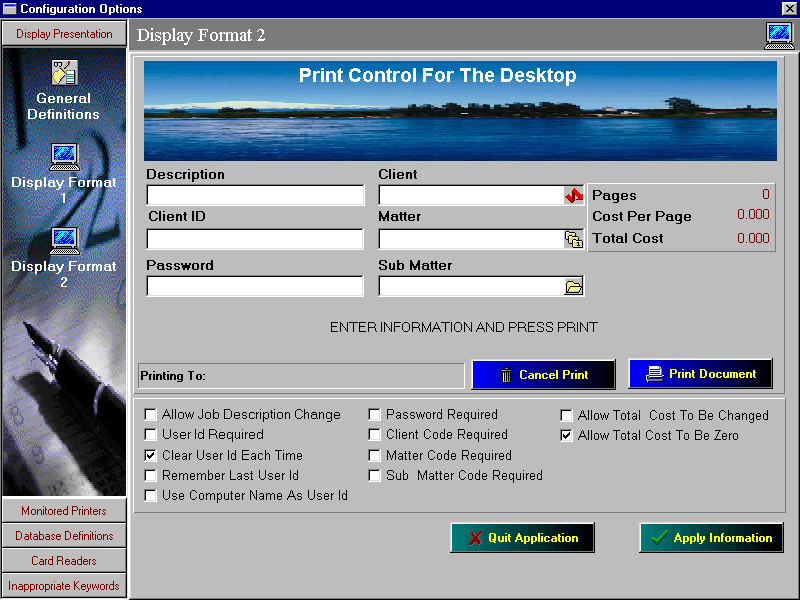 Configuration Options
Display Presentation
General
Definitions
Display Format
1
Display Format
2
Monitored Printers
Database Definitions
Card Readers
Inappropriate Keywords
Display Format 2
Print Control For The Desktop
Description
Client
Client ID
Matter
Password
Sub Matter
Pages 0
Cost Per Page 0.000
Total Cost 0.000
ENTER INFORMATION AND PRESS PRINT
Printing To:
Cancel Print
Print Document
Allow Job Description Change
User Id Required
Clear User Id Each Time
Remember Last User Id
Use Computer Name As User Id
Password Required
Client Code Required
Matter Code Required
Sub Matter Code Required
Allow Total Cost To Be Changed
Allow Total Cost To Be Zero
Quit Application
Apply Information